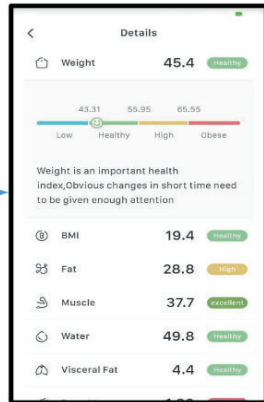 Details
Weight 45.4 Healthy
43.31 55.95 65.55
Low Healthy High Obese
Weight is an important health
index,Obvious changes in short time need
to be given enough attention
BMI 19.4 Healthy
Fat 28.8 High
Muscle 37.7 excellent
Water 49.8 Healthy
Visceral Fat 4.4 Healthy